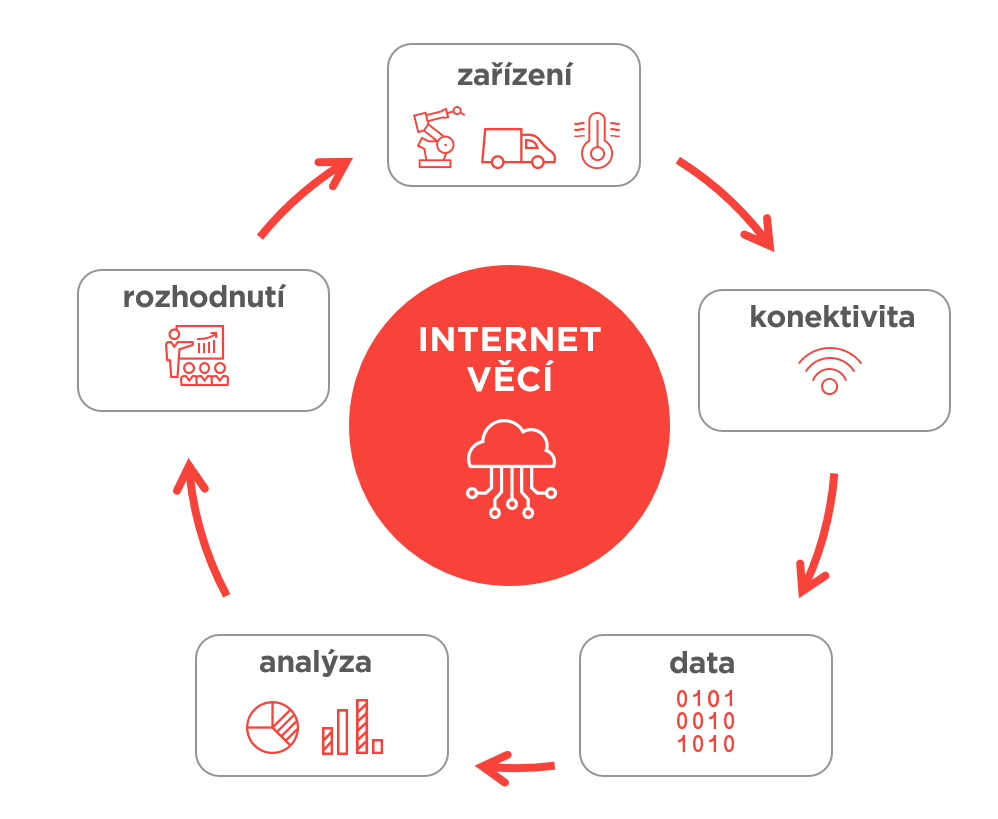 zařízení
konektivita
data
0101
0010
1010
analýza
rozhodnutí
INTERNET
VĚCÍ